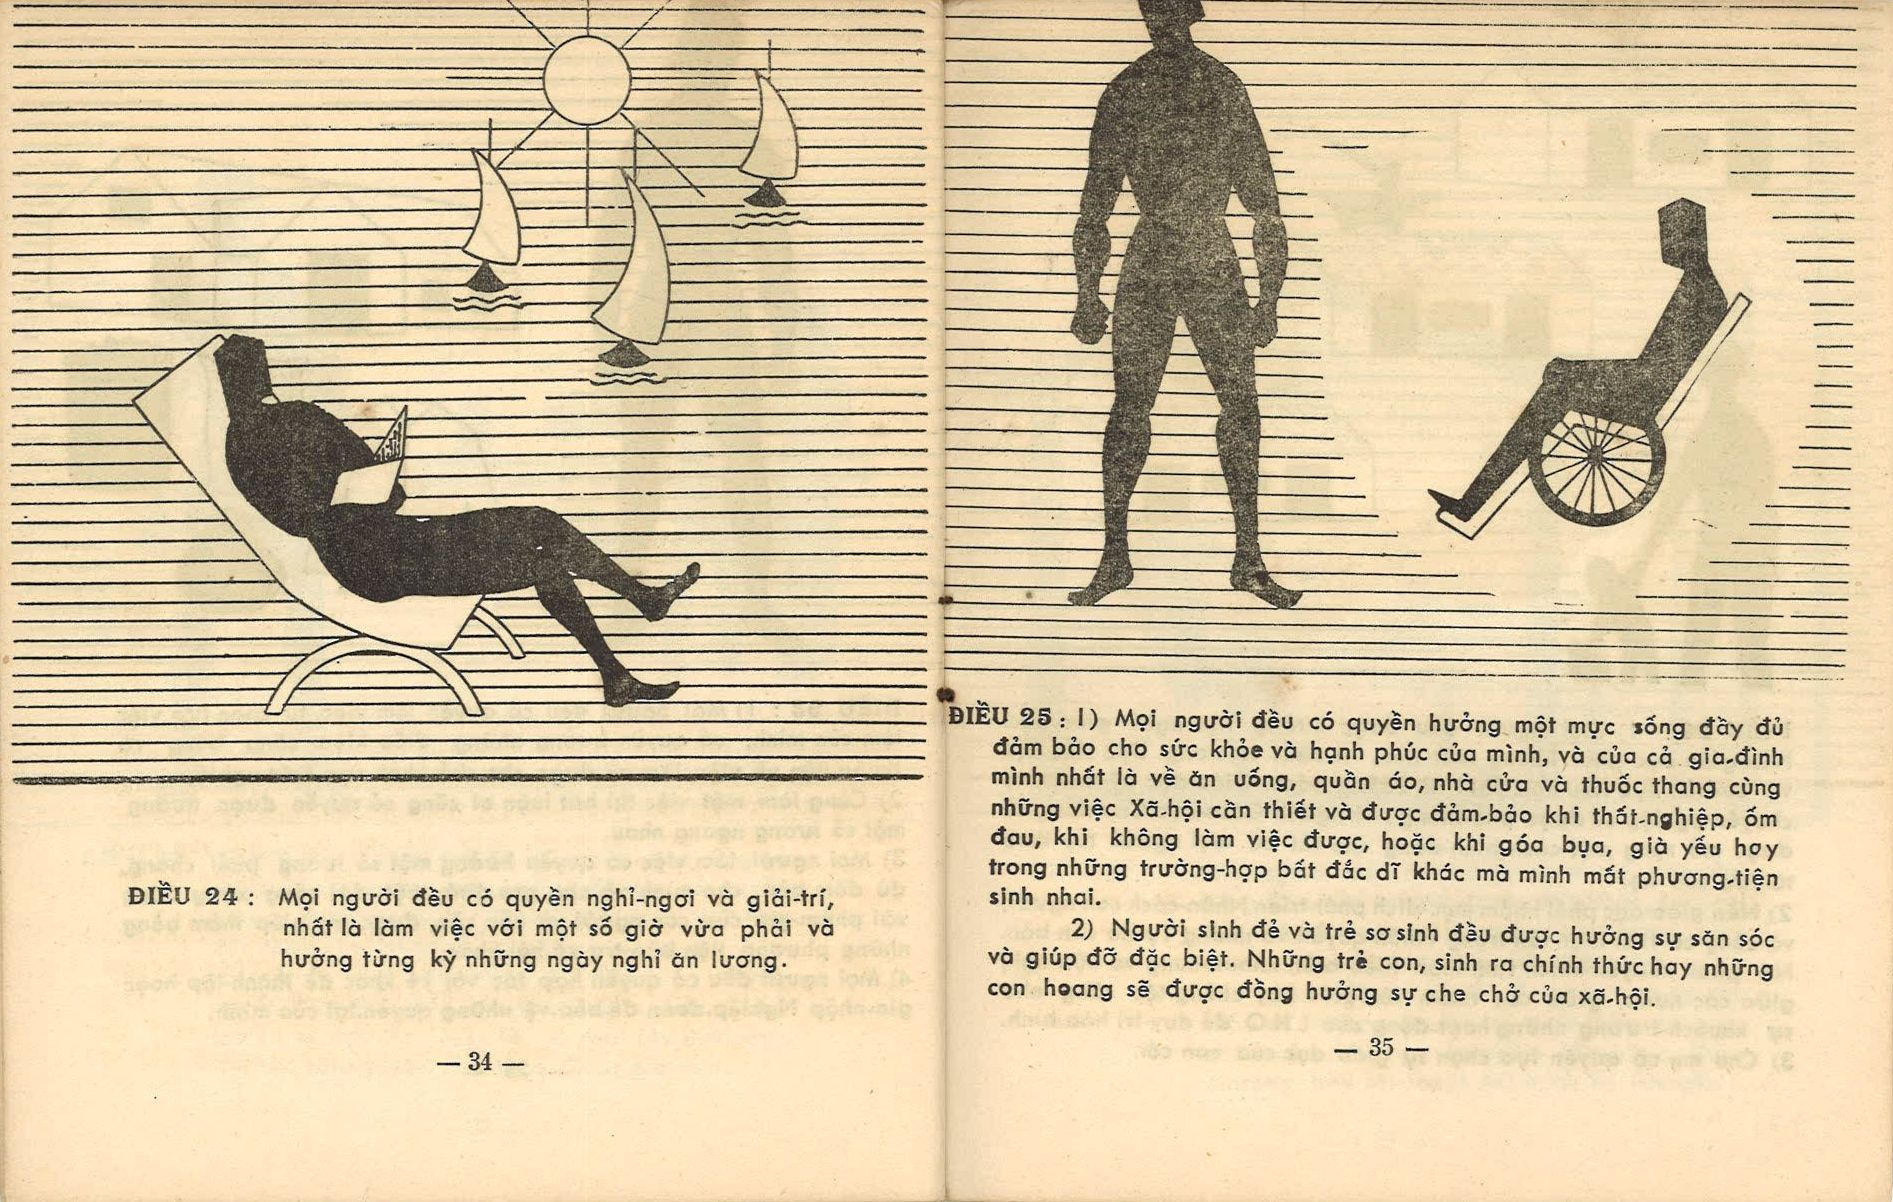 ĐIỀU 24 : Mọi người đều có quyền nghỉ-ngơi và giải-trí,
nhất là làm việc với một số giờ vừa phải và
hưởng từng kỳ những ngày nghỉ ăn lương.
— 34 —
ĐIỀU 25 : 1) Mọi người đều có quyền hưởng một mực sống đầy đủ
đảm bảo cho sức khỏe và hạnh phúc của mình, và của cả gia-đình
mình nhất là về ăn uống, quần áo, nhà cửa và thuốc thang cùng
những việc Xã-hội cần thiết và được đảm-bảo khi thất-nghiệp, ốm
đau, khi không làm việc được, hoặc khi góa bụa, già yếu hay
trong những trường-hợp bất đắc dĩ khác mà mình mất phương-tiện
sinh nhai.
2) Người sinh đẻ và trẻ sơ sinh đều được hưởng sự săn sóc
và giúp đỡ đặc biệt. Những trẻ con, sinh ra chính thức hay những
con hoang sẽ được đồng hưởng sự che chở của xã-hội.
— 35 —